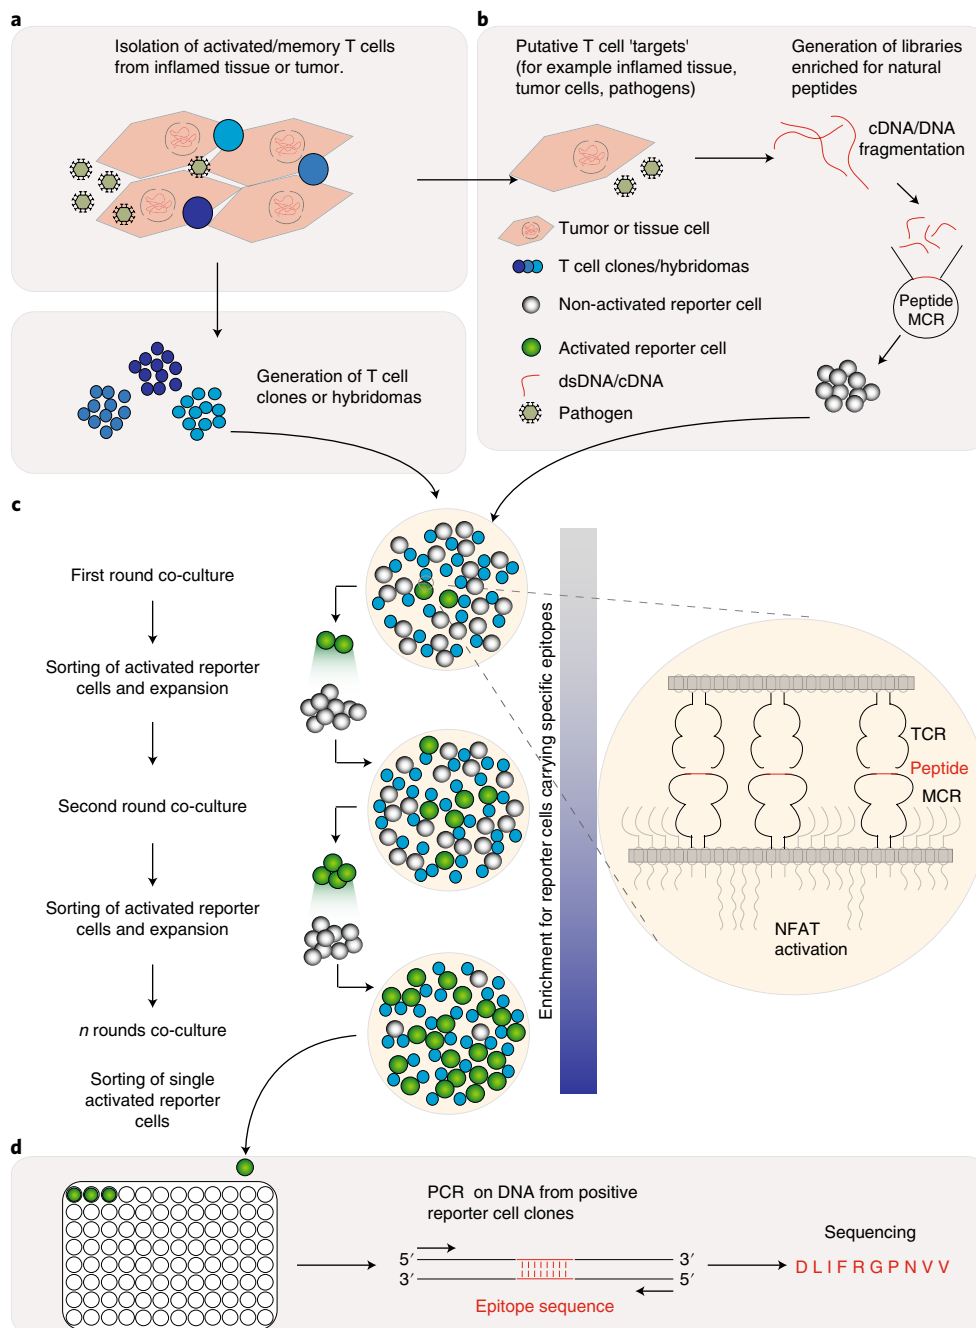 a
Isolation of activated/memory T cells
from inflamed tissue or tumor.
Generation of T cell
clones or hybridomas
b
Putative T cell 'targets'
(for example inflamed tissue,
tumor cells, pathogens)
Generation of libraries
enriched for natural
peptides
cDNA/DNA
fragmentation
Peptide
MCR
Tumor or tissue cell
T cell clones/hybridomas
Non-activated reporter cell
Activated reporter cell
dsDNA/cDNA
Pathogen
c
First round co-culture
Sorting of activated reporter
cells and expansion
Second round co-culture
Sorting of activated reporter
cells and expansion
n rounds co-culture
Sorting of single
activated reporter
cells
Enrichment for reporter cells carrying specific epitopes
TCR
Peptide
MCR
NFAT
activation
d
PCR on DNA from positive
reporter cell clones
5′ 3′
3′ 5′
Epitope sequence
Sequencing
D L I F R G P N V V